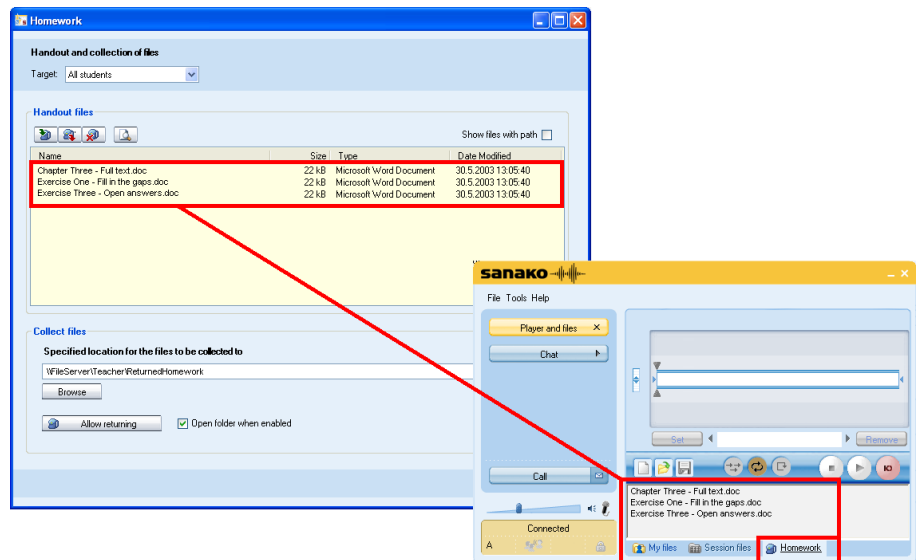 Homework
Handout and collection of files
Target: All students
Handout files
Show files with path
Name Size Type Date Modified
Chapter Three - Full text.doc 22 kB Microsoft Word Document 30.5.2003 13:05:40
Exercise One - Fill in the gaps.doc 22 kB Microsoft Word Document 30.5.2003 13:05:40
Exercise Three - Open answers.doc 22 kB Microsoft Word Document 30.5.2003 13:05:40
Collect files
Specified location for the files to be collected to
\\FileServer\Teacher\ReturnedHomework
Browse
Allow returning Open folder when enabled
sanako
File Tools Help
Player and files
Chat
Call
Connected
A
Set Remove
Chapter Three - Full text.doc
Exercise One - Fill in the gaps.doc
Exercise Three - Open answers.doc
My files Session files Homework